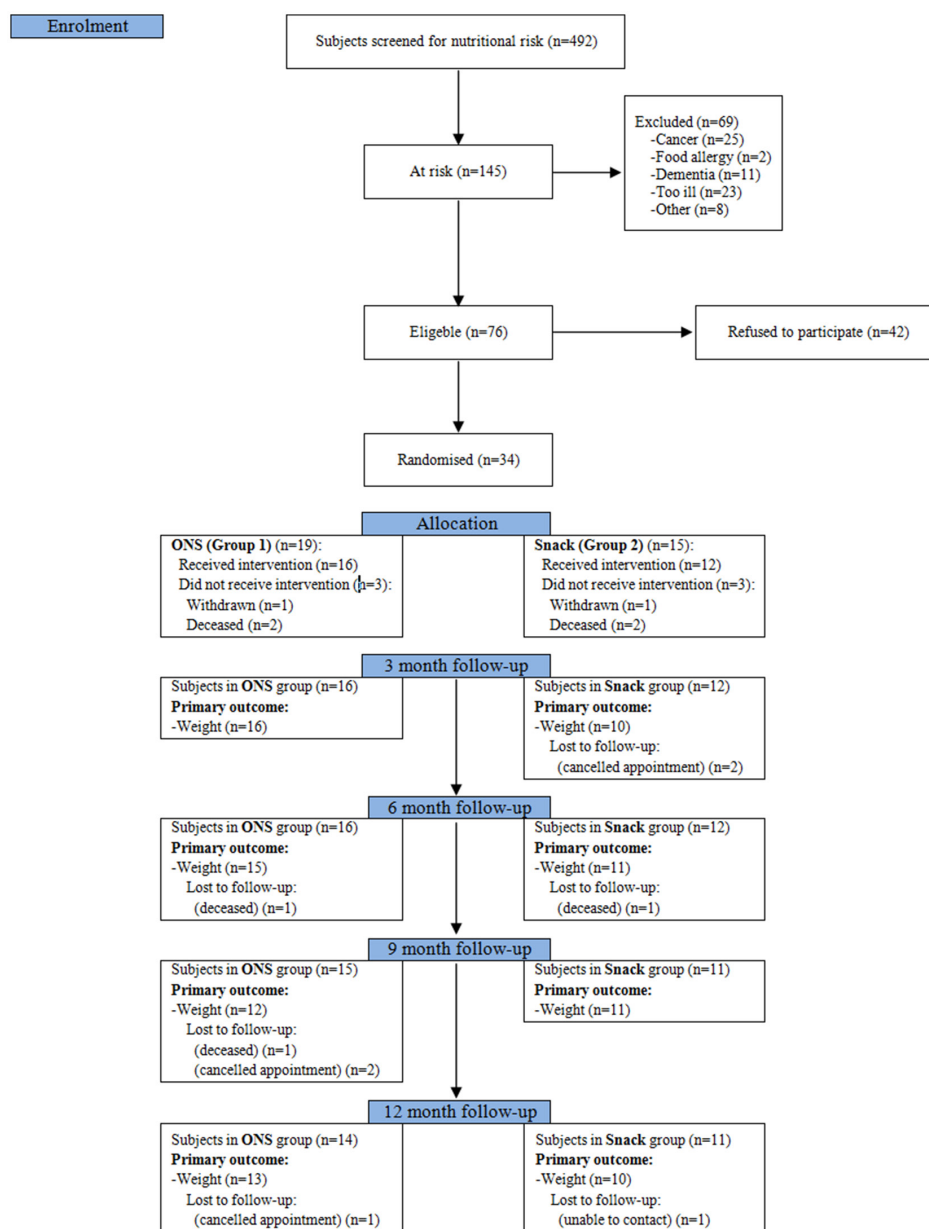 Enrolment
Subjects screened for nutritional risk (n=492)
Excluded (n=69)
-Cancer (n=25)
-Food allergy (n=2)
-Dementia (n=11)
-Too ill (n=23)
-Other (n=8)
At risk (n=145)
Eligeble (n=76)
Refused to participate (n=42)
Randomised (n=34)
Allocation
ONS (Group 1) (n=19):
Received intervention (n=16)
Did not receive intervention (n=3):
Withdrawn (n=1)
Deceased (n=2)
Snack (Group 2) (n=15):
Received intervention (n=12)
Did not receive intervention (n=3):
Withdrawn (n=1)
Deceased (n=2)
3 month follow-up
Subjects in ONS group (n=16)
Primary outcome:
-Weight (n=16)
Subjects in Snack group (n=12)
Primary outcome:
-Weight (n=10)
Lost to follow-up:
(cancelled appointment) (n=2)
6 month follow-up
Subjects in ONS group (n=16)
Primary outcome:
-Weight (n=15)
Lost to follow-up:
(deceased) (n=1)
Subjects in Snack group (n=12)
Primary outcome:
-Weight (n=11)
Lost to follow-up:
(deceased) (n=1)
9 month follow-up
Subjects in ONS group (n=15)
Primary outcome:
-Weight (n=12)
Lost to follow-up:
(deceased) (n=1)
(cancelled appointment) (n=2)
Subjects in Snack group (n=11)
Primary outcome:
-Weight (n=11)
12 month follow-up
Subjects in ONS group (n=14)
Primary outcome:
-Weight (n=13)
Lost to follow-up:
(cancelled appointment) (n=1)
Subjects in Snack group (n=11)
Primary outcome:
-Weight (n=10)
Lost to follow-up:
(unable to contact) (n=1)